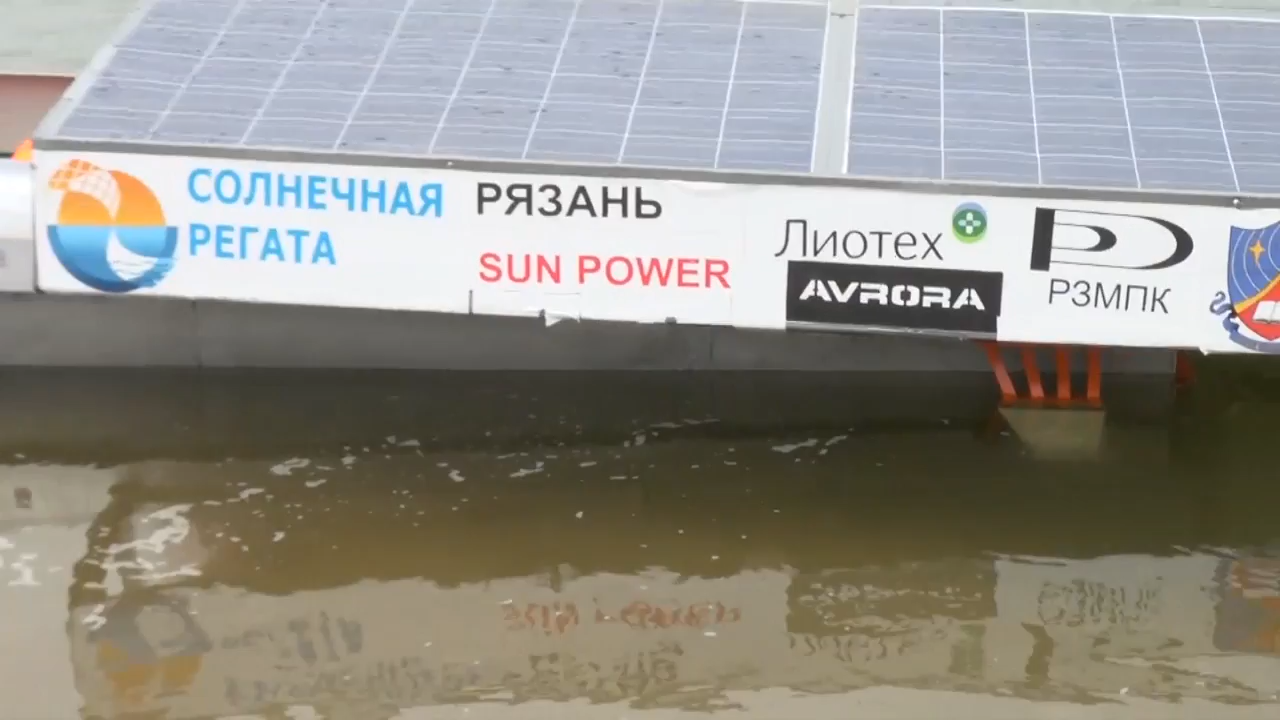 СОЛНЕЧНАЯ
РЕГАТА
РЯЗАНЬ
SUN POWER
Лиотех
AVRORA
РЗМПК